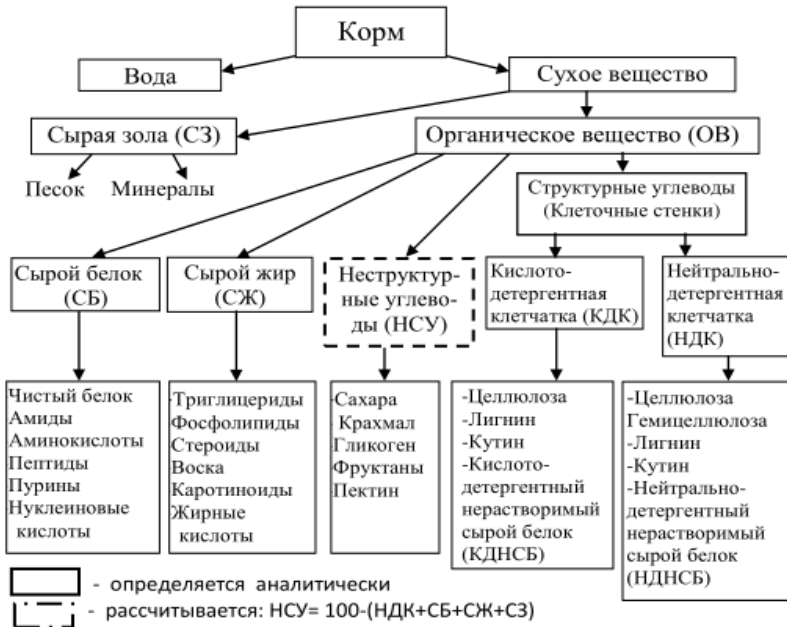 Корм
Вода
Сухое вещество
Сырая зола (СЗ)
Органическое вещество (ОВ)
Песок
Минералы
Структурные углеводы
(Клеточные стенки)
Сырой белок
(СБ)
Сырой жир
(СЖ)
Неструктур-
ные углево-
ды (НСУ)
Кислото-
детергентная
клетчатка (КДК)
Нейтрально-
детергентная
клетчатка
(НДК)
Чистый белок
Амиды
Аминокислоты
Пептиды
Пурины
Нуклеиновые
кислоты
-Триглицериды
Фосфолипиды
Стероиды
Воска
Каротиноиды
Жирные
кислоты
-Сахара
Крахмал
Гликоген
Фруктаны
Пектин
-Целлюлоза
-Лигнин
-Кутин
-Кислото-
детергентный
нерастворимый
сырой белок
(КДНСБ)
-Целлюлоза
Гемицеллюлоза
-Лигнин
-Кутин
-Нейтрально-
детергентный
нерастворимый
сырой белок
(НДНСБ)
- определяется аналитически
- рассчитывается: НСУ= 100-(НДК+СБ+СЖ+СЗ)